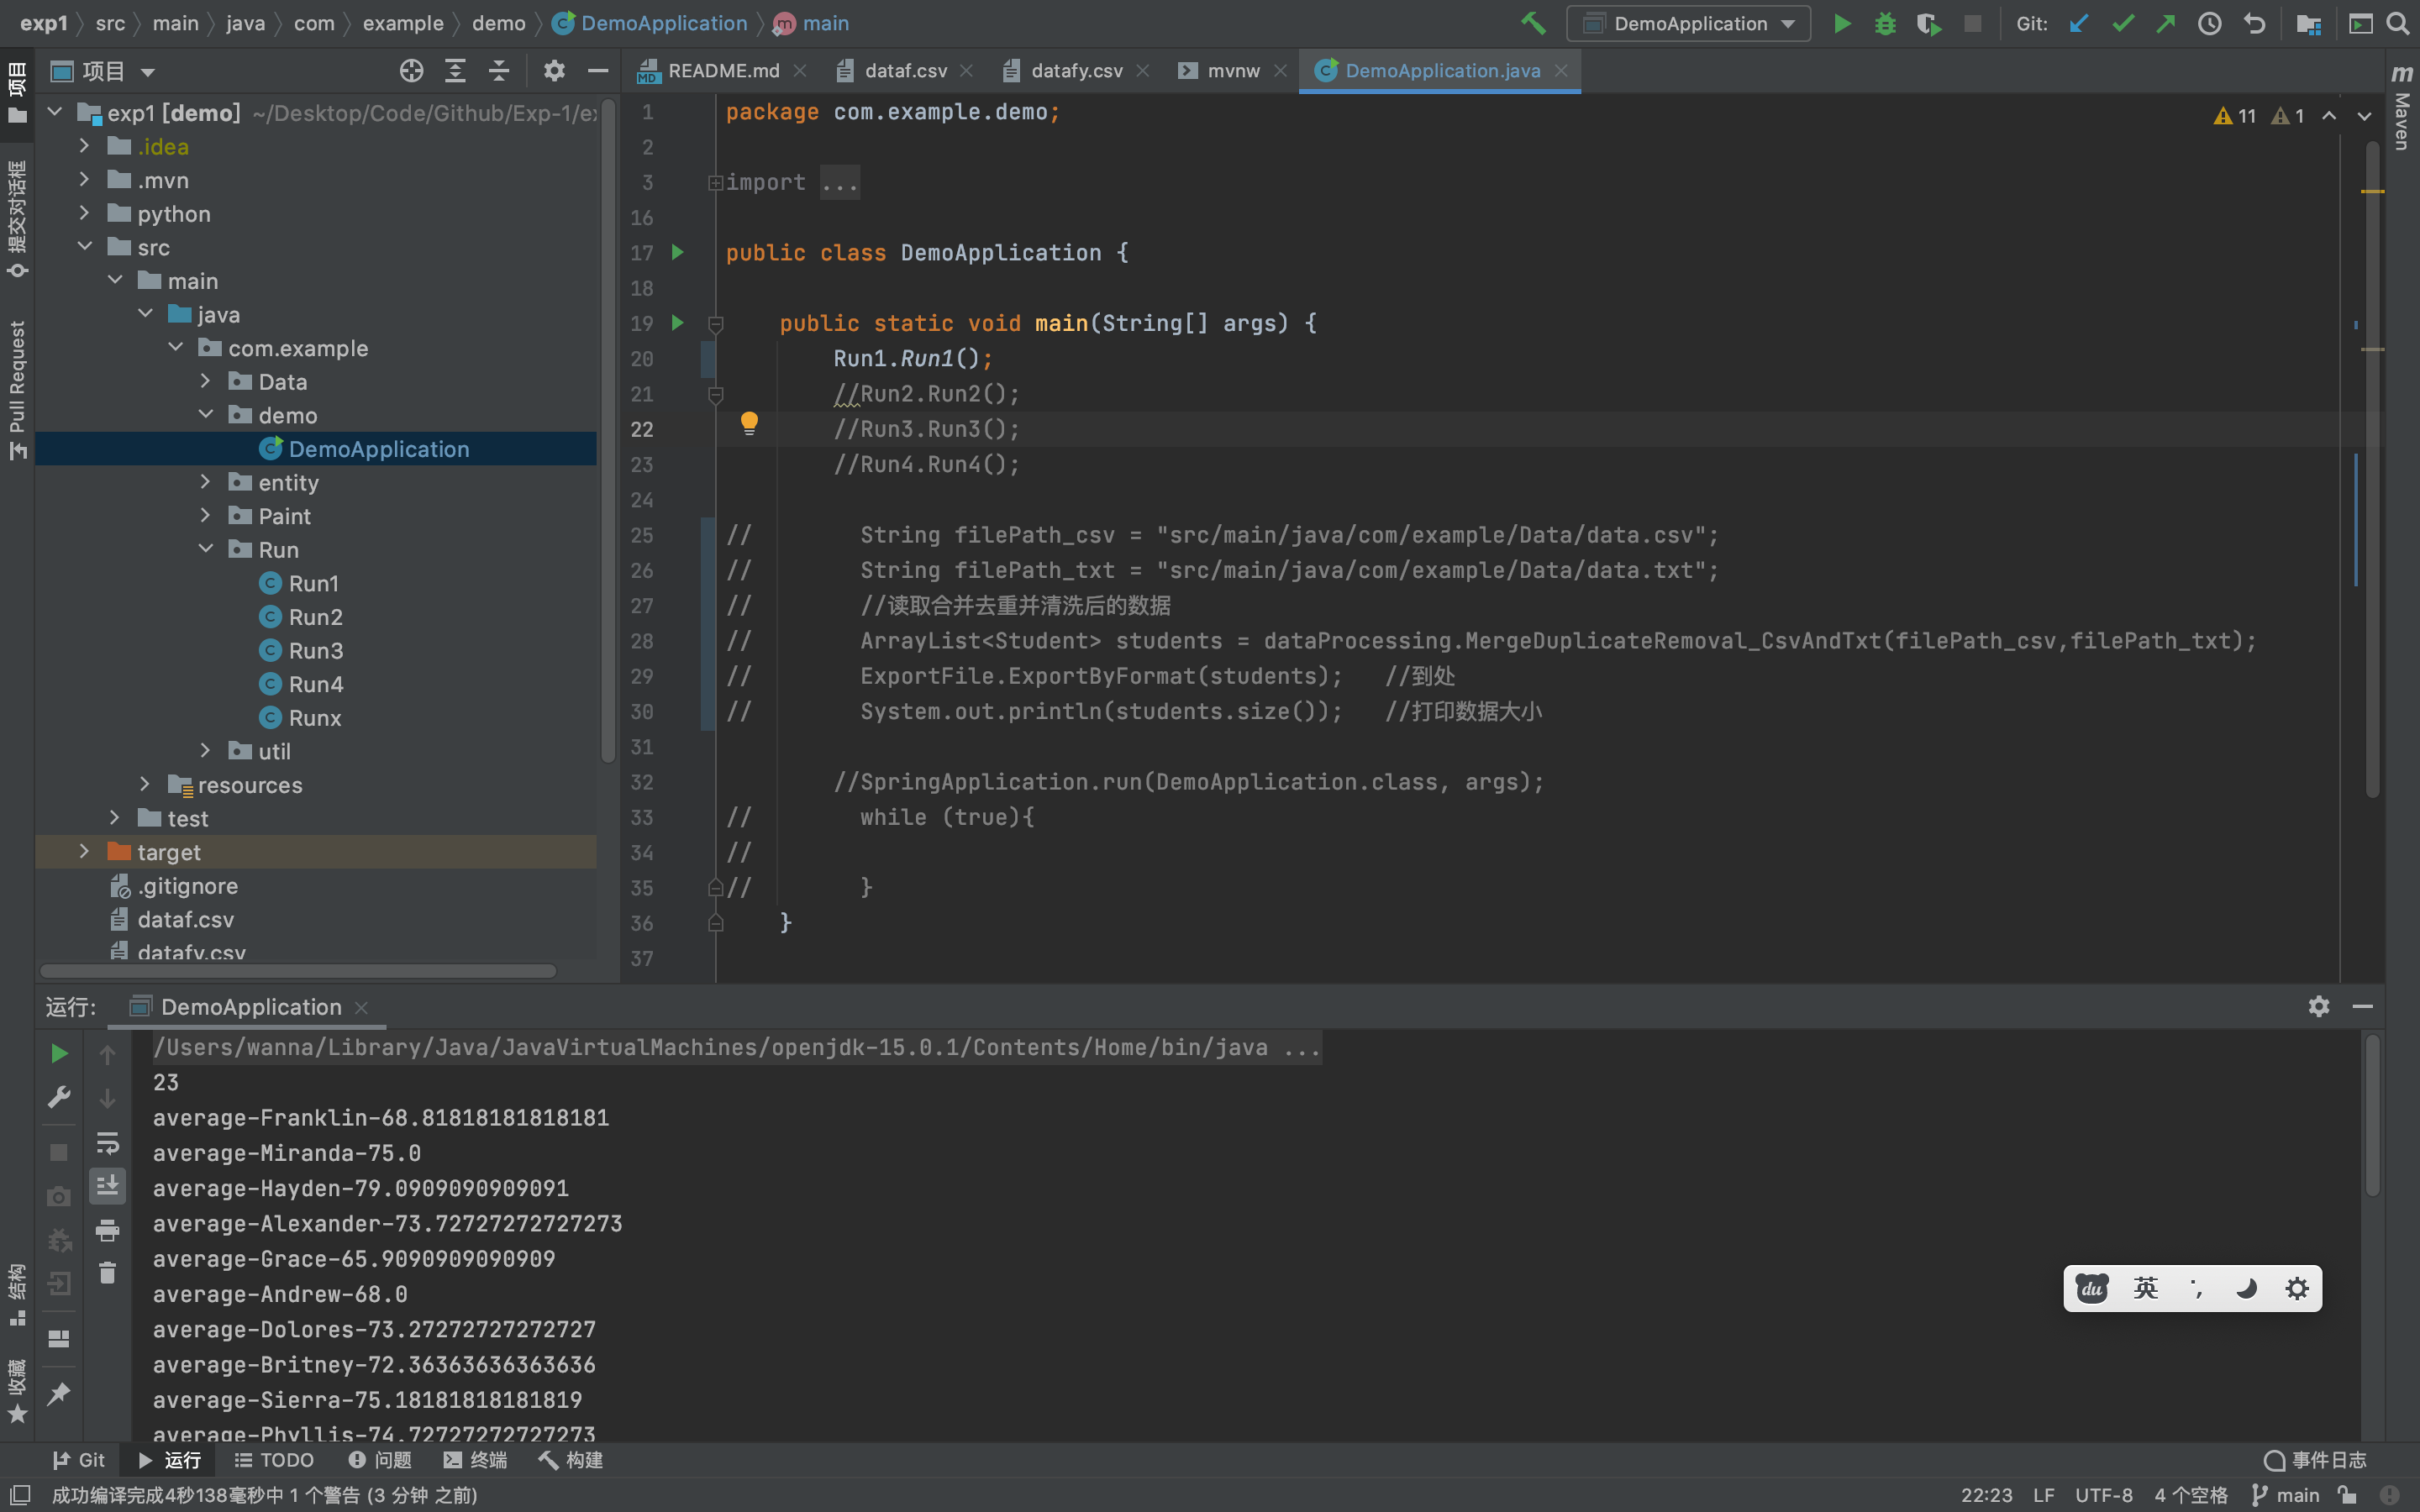 exp1 src main java com example demo DemoApplication main
DemoApplication Git:
项目
README.md dataf.csv datafy.csv mvnw DemoApplication.java
项目
提交对话框
Pull Request
结构
收藏
Maven
exp1 [demo] ~/Desktop/Code/Github/Exp-1/ex
.idea
.mvn
python
src
main
java
com.example
Data
demo
DemoApplication
entity
Paint
Run
Run1
Run2
Run3
Run4
Runx
util
resources
test
target
.gitignore
dataf.csv
datafy.csv
11 1
1 package com.example.demo;
2
3 import ...
16
17 public class DemoApplication {
18
19 public static void main(String[] args) {
20 Run1.Run1();
21 //Run2.Run2();
22 //Run3.Run3();
23 //Run4.Run4();
24
25 // String filePath_csv = "src/main/java/com/example/Data/data.csv";
26 // String filePath_txt = "src/main/java/com/example/Data/data.txt";
27 // //读取合并去重并清洗后的数据
28 // ArrayList<Student> students = dataProcessing.MergeDuplicateRemoval_CsvAndTxt(filePath_csv,filePath_txt);
29 // ExportFile.ExportByFormat(students); //到处
30 // System.out.println(students.size()); //打印数据大小
31
32 //SpringApplication.run(DemoApplication.class, args);
33 // while (true){
34 //
35 // }
36 }
37
运行: DemoApplication
/Users/wanna/Library/Java/JavaVirtualMachines/openjdk-15.0.1/Contents/Home/bin/java ...
23
average-Franklin-68.81818181818181
average-Miranda-75.0
average-Hayden-79.0909090909091
average-Alexander-73.72727272727273
average-Grace-65.9090909090909
average-Andrew-68.0
average-Dolores-73.27272727272727
average-Britney-72.36363636363636
average-Sierra-75.18181818181819
average-Phyllis-74.72727272727273
du 英
Git 运行 TODO 问题 终端 构建 事件日志
成功编译完成4秒138毫秒中 1 个警告 (3 分钟 之前) 22:23 LF UTF-8 4 个空格 main